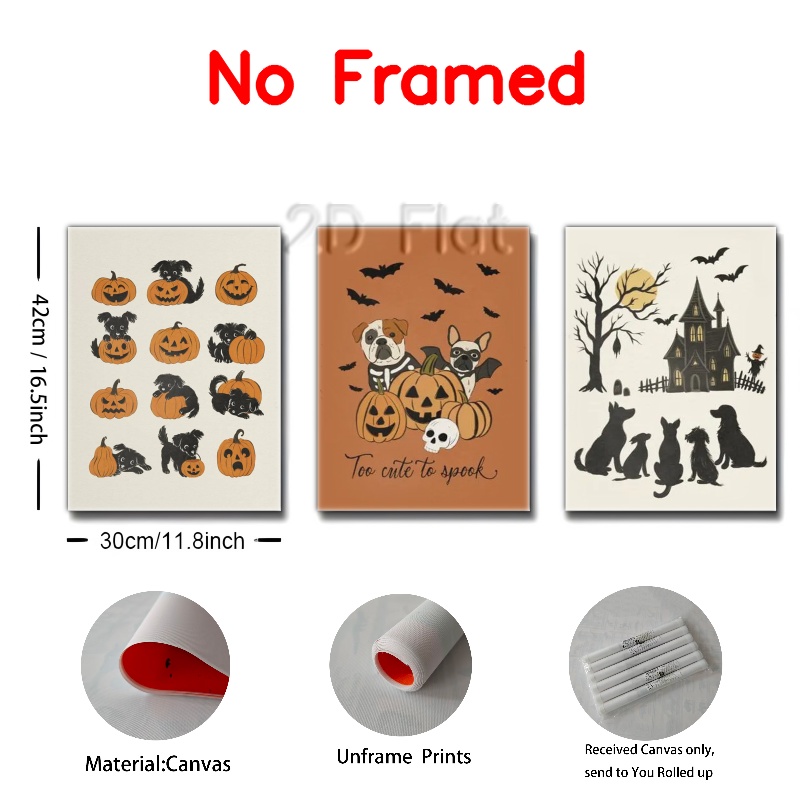 No Framed
2D Flat
42cm / 16.5inch
Too cute to spook
30cm/11.8inch
Material:Canvas
Unframe Prints
Received Canvas only,
send to You Rolled up